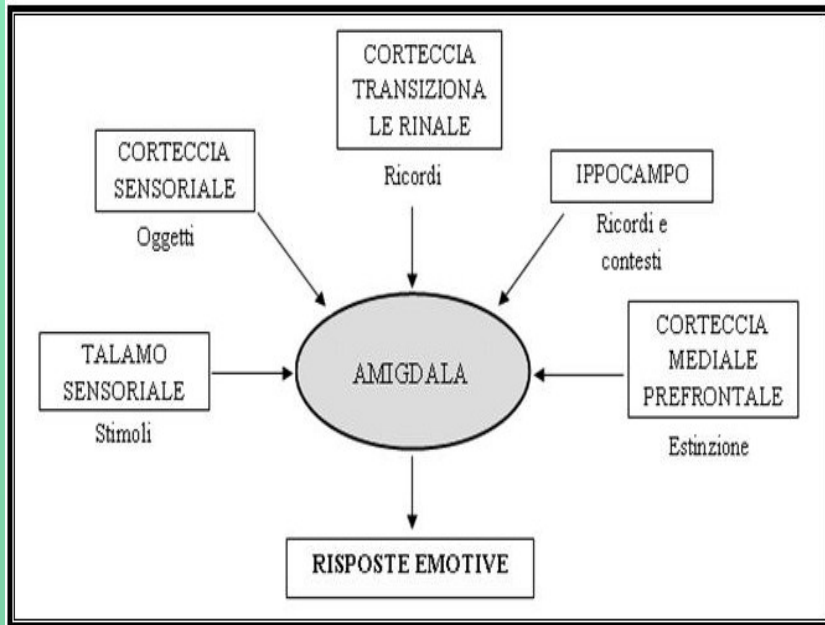 CORTECCIA
TRANSIZIONA
LE RINALE
Ricordi
CORTECCIA
SENSORIALE
Oggetti
IPPOCAMPO
Ricordi e
contesti
TALAMO
SENSORIALE
Stimoli
AMIGDALA
CORTECCIA
MEDIALE
PREFRONTALE
Estinzione
RISPOSTE EMOTIVE